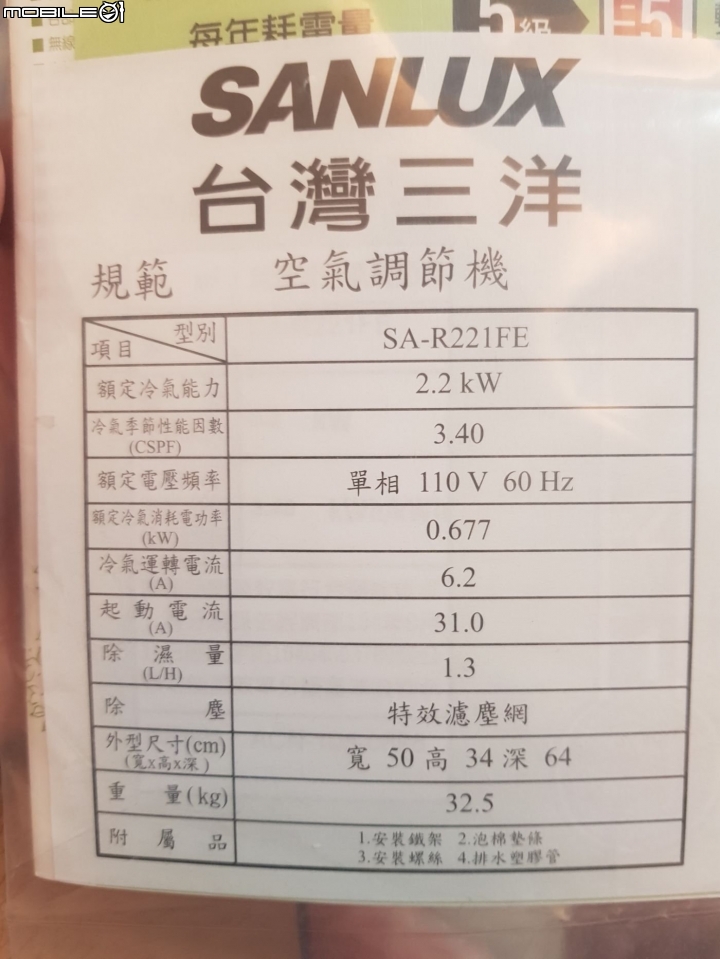 MOBILE01
無線
每年耗電量
5級
5
SANLUX
台灣三洋
規範 空氣調節機
型別
項目
SA-R221FE
額定冷氣能力 2.2 kW
冷氣季節性能因數
(CSPF)
3.40
額定電壓頻率 單相 110 V 60 Hz
額定冷氣消耗電功率
(kW)
0.677
冷氣運轉電流
(A)
6.2
起動電流
(A)
31.0
除濕量
(L/H)
1.3
除塵 特效濾塵網
外型尺寸(cm)
(寬x高x深)
寬 50 高 34 深 64
重量(kg) 32.5
附屬品
1.安裝鐵架 2.泡棉墊條
3.安裝螺絲 4.排水塑膠管